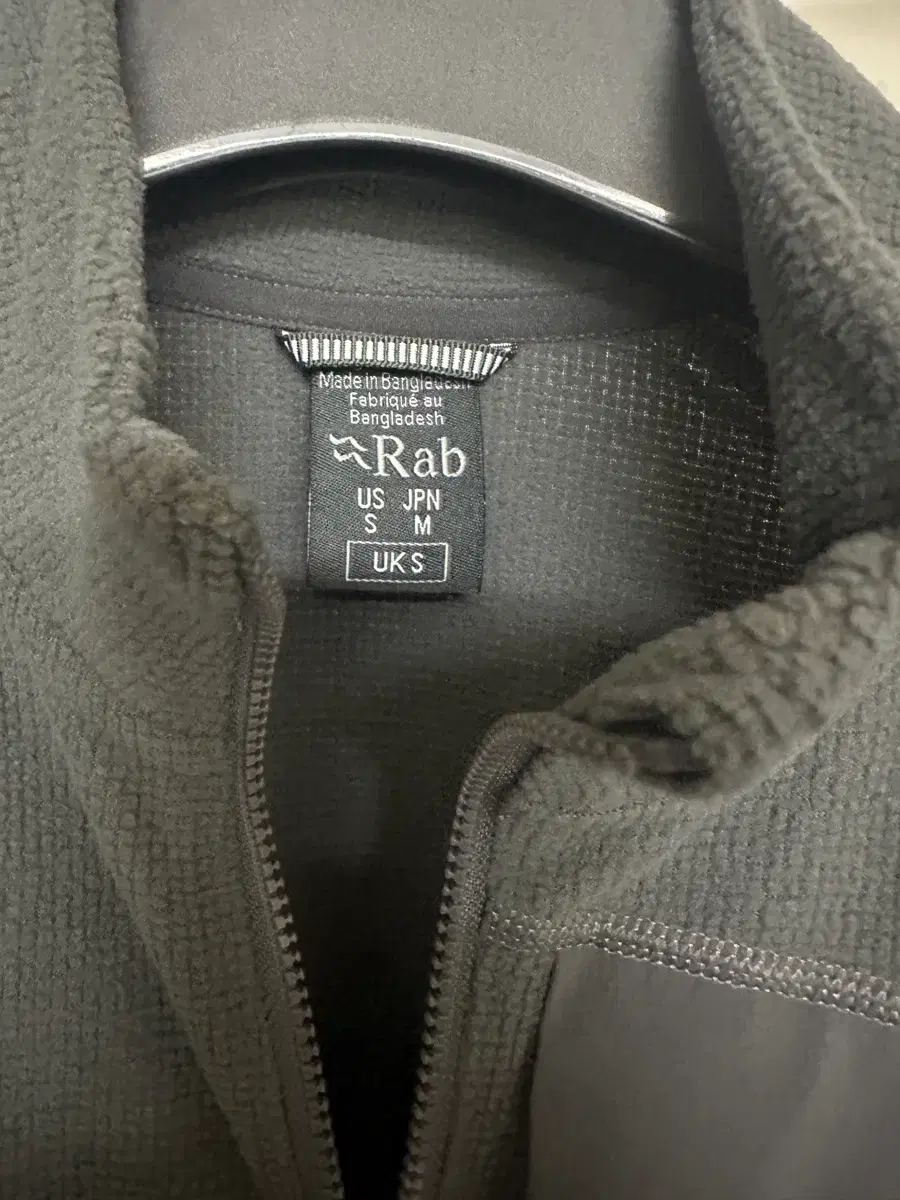 Made in Bangladesh
Fabriqué au
Bangladesh
Rab
US JPN
S M
UK S